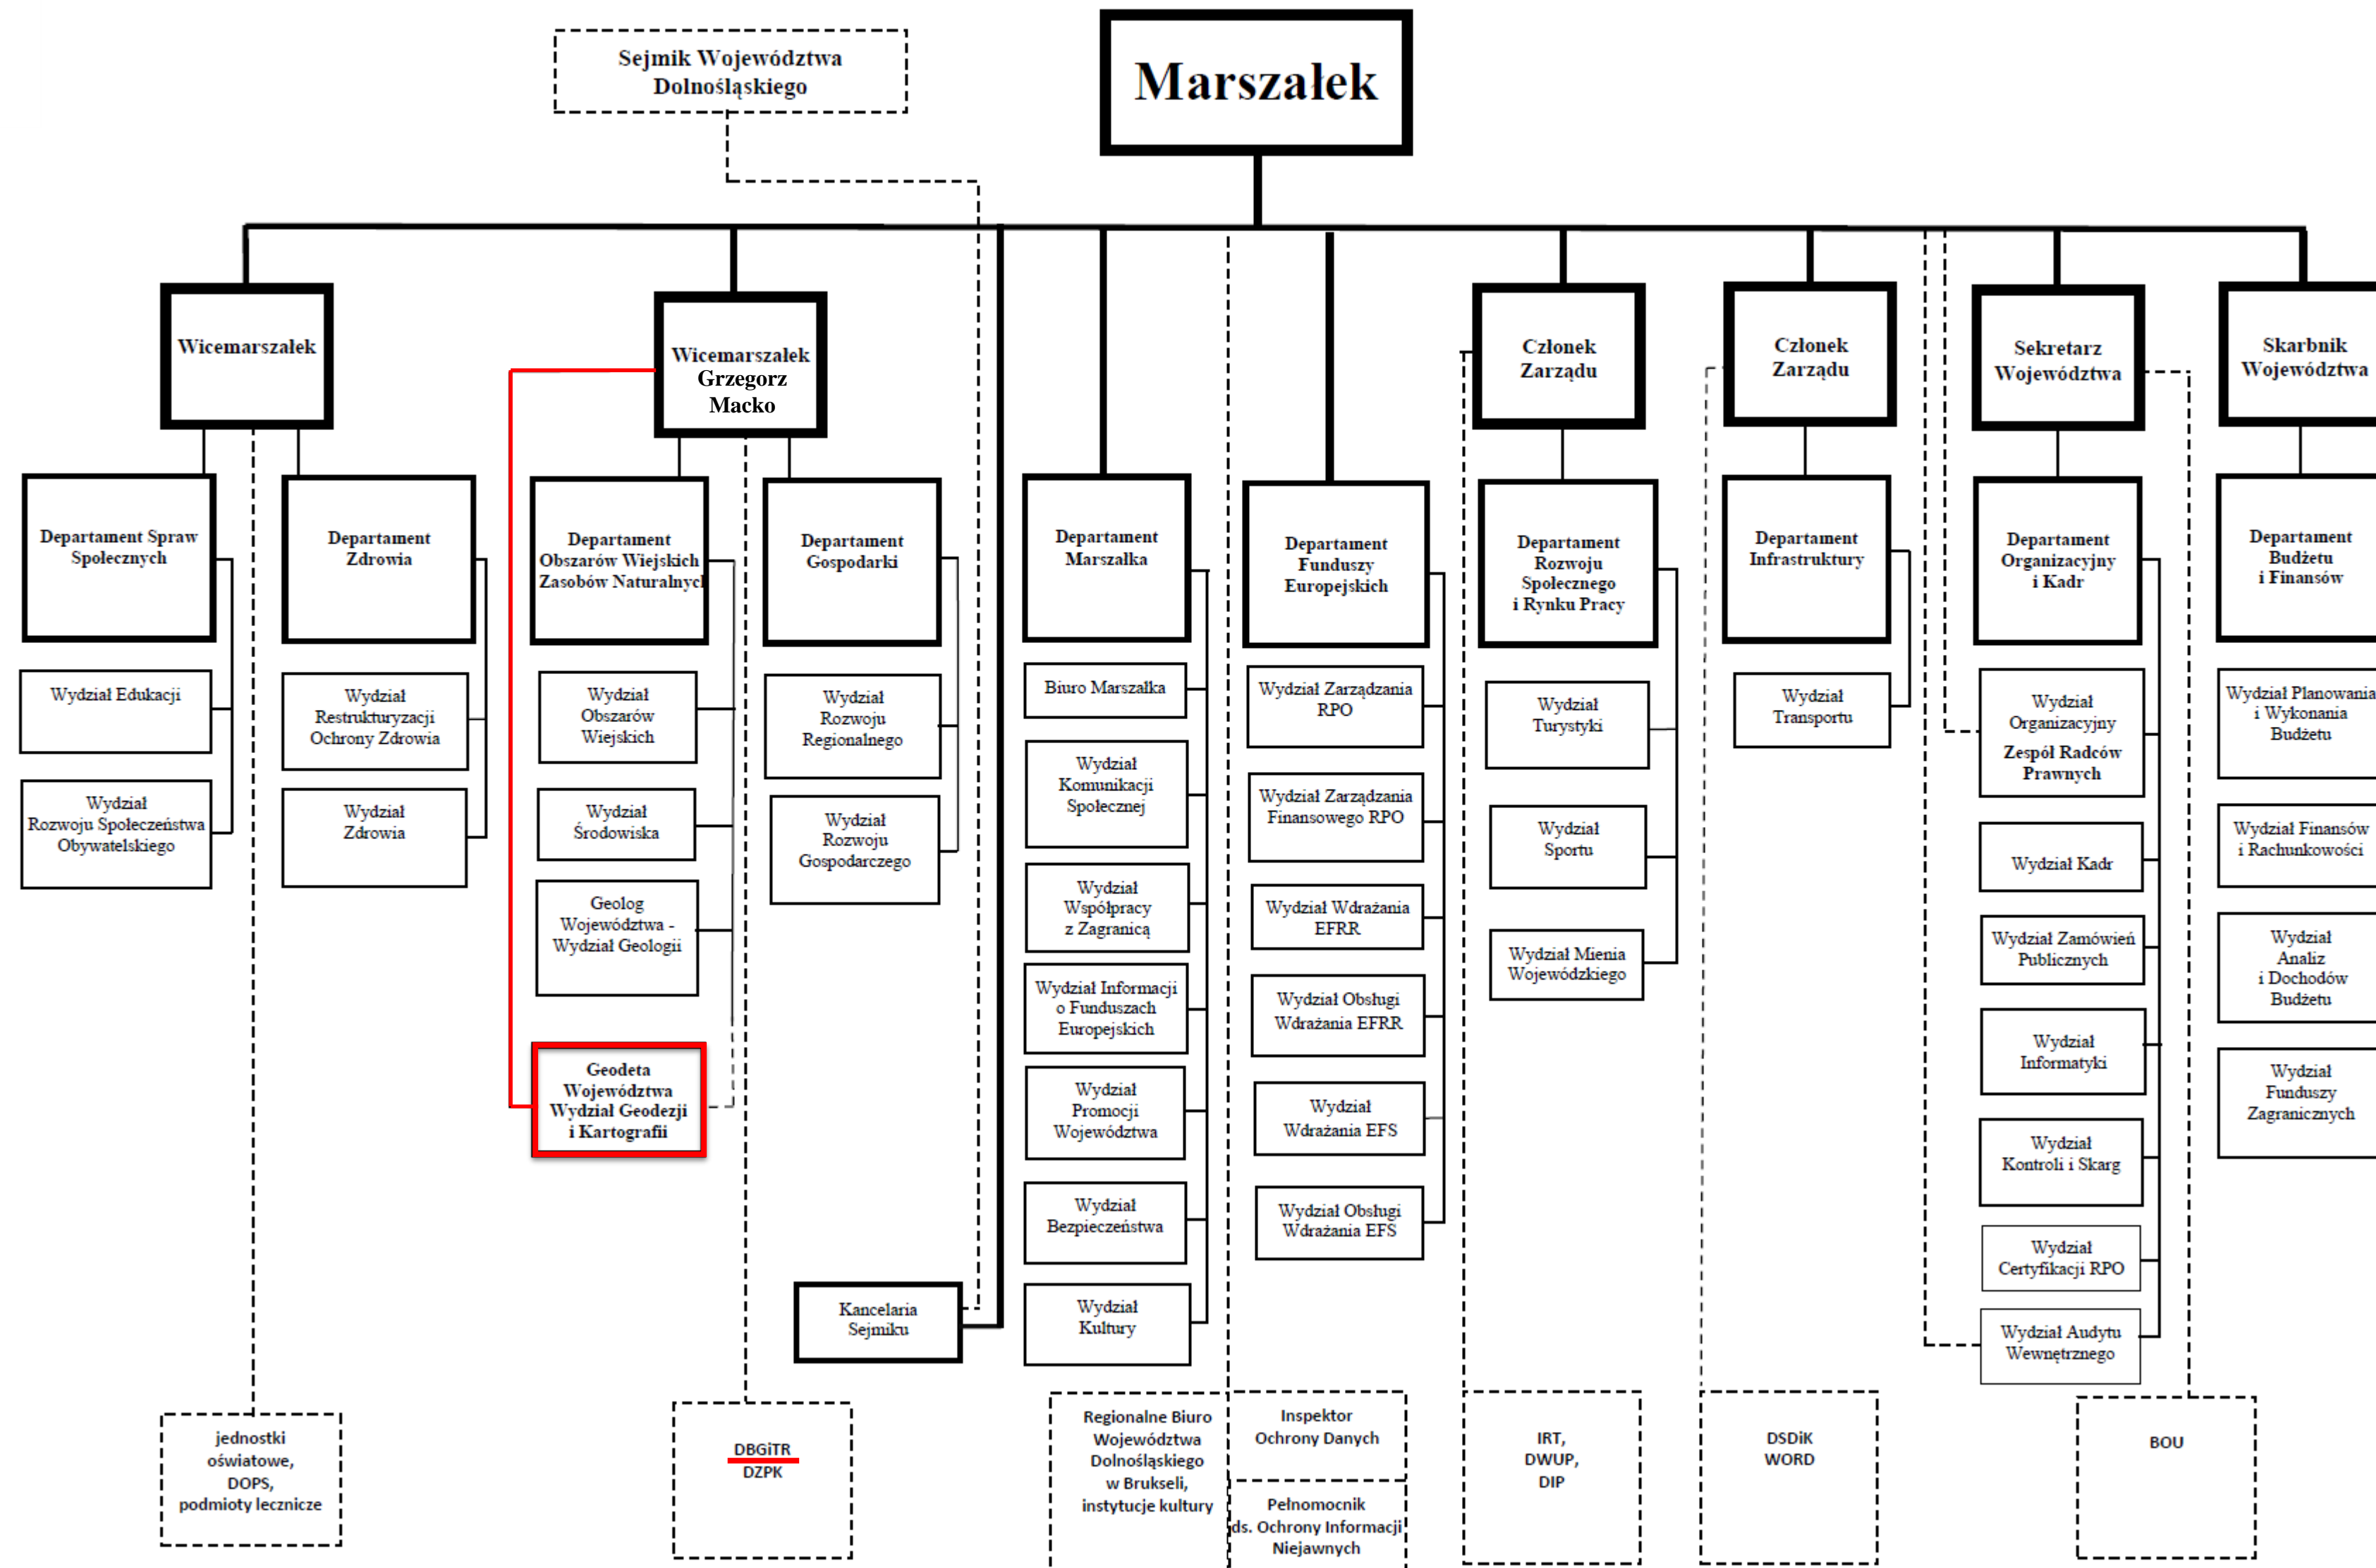 Sejmik Województwa
Dolnośląskiego
Marszałek
Wicemarszałek
Wicemarszałek
Grzegorz
Macko
Członek
Zarządu
Członek
Zarządu
Sekretarz
Województwa
Skarbnik
Województwa
Departament Spraw
Społecznych
Wydział Edukacji
Wydział
Rozwoju Społeczeństwa
Obywatelskiego
Departament
Zdrowia
Wydział
Restrukturyzacji
Ochrony Zdrowia
Wydział
Zdrowia
Departament
Obszarów Wiejskich
Zasobów Naturalnyc
Wydział
Obszarów
Wiejskich
Wydział
Środowiska
Geolog
Województwa -
Wydział Geologii
Geodeta
Województwa
Wydział Geodezji
i Kartografii
Departament
Gospodarki
Wydział
Rozwoju
Regionalnego
Wydział
Rozwoju
Gospodarczego
Kancelaria
Sejmiku
Departament
Marszałka
Biuro Marszałka
Wydział
Komunikacji
Społecznej
Wydział
Współpracy
z Zagranicą
Wydział Informacji
o Funduszach
Europejskich
Wydział
Promocji
Województwa
Wydział
Bezpieczeństwa
Wydział
Kultury
Departament
Funduszy
Europejskich
Wydział Zarządzania
RPO
Wydział Zarządzania
Finansowego RPO
Wydział Wdrażania
EFRR
Wydział Obsługi
Wdrażania EFRR
Wydział
Wdrażania EFS
Wydział Obsługi
Wdrażania EFS
Departament
Rozwoju
Społecznego
i Rynku Pracy
Wydział
Turystyki
Wydział
Sportu
Wydział Mienia
Wojewódzkiego
Departament
Infrastruktury
Wydział
Transportu
Departament
Organizacyjny
i Kadr
Wydział
Organizacyjny
Zespół Radców
Prawnych
Wydział Kadr
Wydział Zamówień
Publicznych
Wydział
Informatyki
Wydział
Kontroli i Skarg
Wydział
Certyfikacji RPO
Wydział Audytu
Wewnętrznego
Departament
Budżetu
i Finansów
Wydział Planowania
i Wykonania
Budżetu
Wydział Finansów
i Rachunkowości
Wydział
Analiz
i Dochodów
Budżetu
Wydział
Funduszy
Zagranicznych
jednostki
oświatowe,
DOPS,
podmioty lecznicze
DBGiTR
DZPK
Regionalne Biuro
Województwa
Dolnośląskiego
w Brukseli,
instytucje kultury
Inspektor
Ochrony Danych
Pełnomocnik
ds. Ochrony Informacji
Niejawnych
IRT,
DWUP,
DIP
DSDiK
WORD
BOU